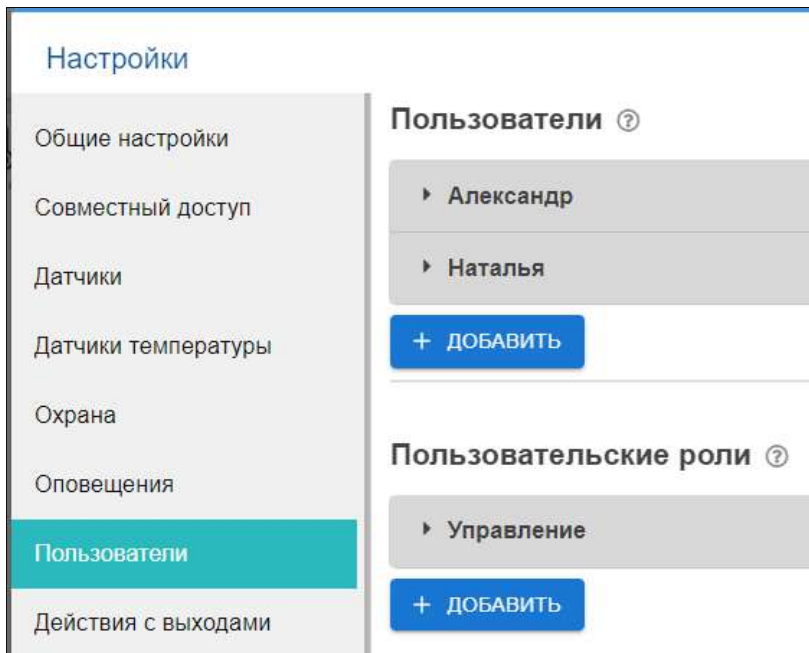 Настройки
Общие настройки
Совместный доступ
Датчики
Датчики температуры
Охрана
Оповещения
Пользователи
Действия с выходами
Пользователи ?
Александр
Наталья
+ ДОБАВИТЬ
Пользовательские роли ?
Управление
+ ДОБАВИТЬ